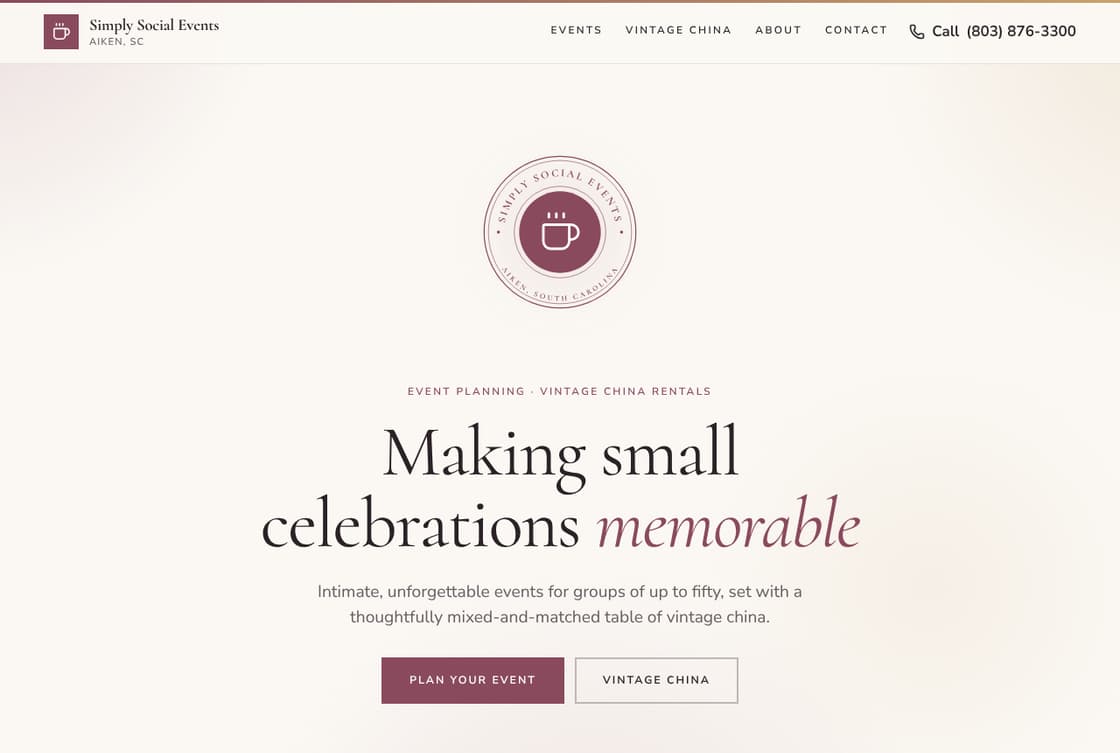 Simply Social Events
AIKEN, SC
EVENTS VINTAGE CHINA ABOUT CONTACT Call (803) 876-3300
SIMPLY SOCIAL EVENTS
AIKEN, SOUTH CAROLINA
EVENT PLANNING · VINTAGE CHINA RENTALS
Making small
celebrations memorable
Intimate, unforgettable events for groups of up to fifty, set with a
thoughtfully mixed-and-matched table of vintage china.
PLAN YOUR EVENT VINTAGE CHINA